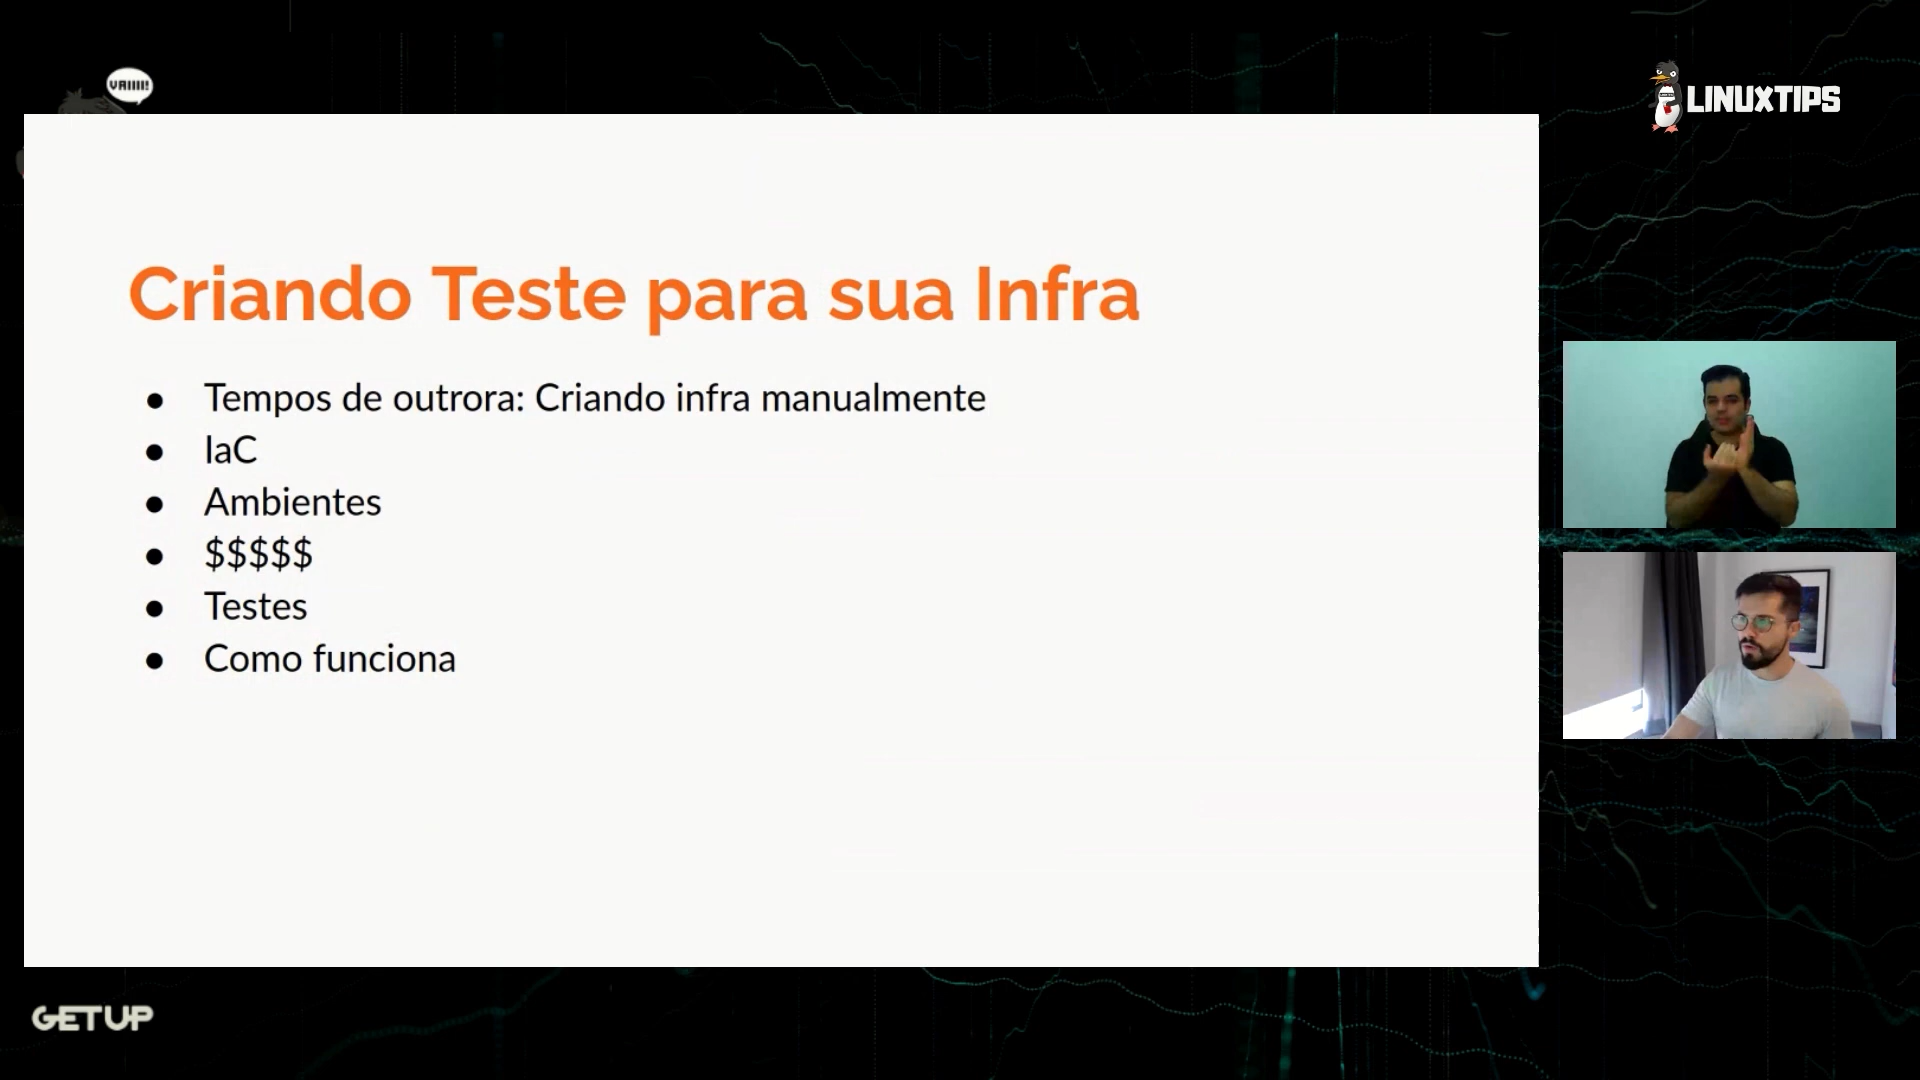 VAIIII!
LINUXTIPS
Criando Teste para sua Infra
● Tempos de outrora: Criando infra manualmente
● IaC
● Ambientes
● $$$$$
● Testes
● Como funciona
GETUP